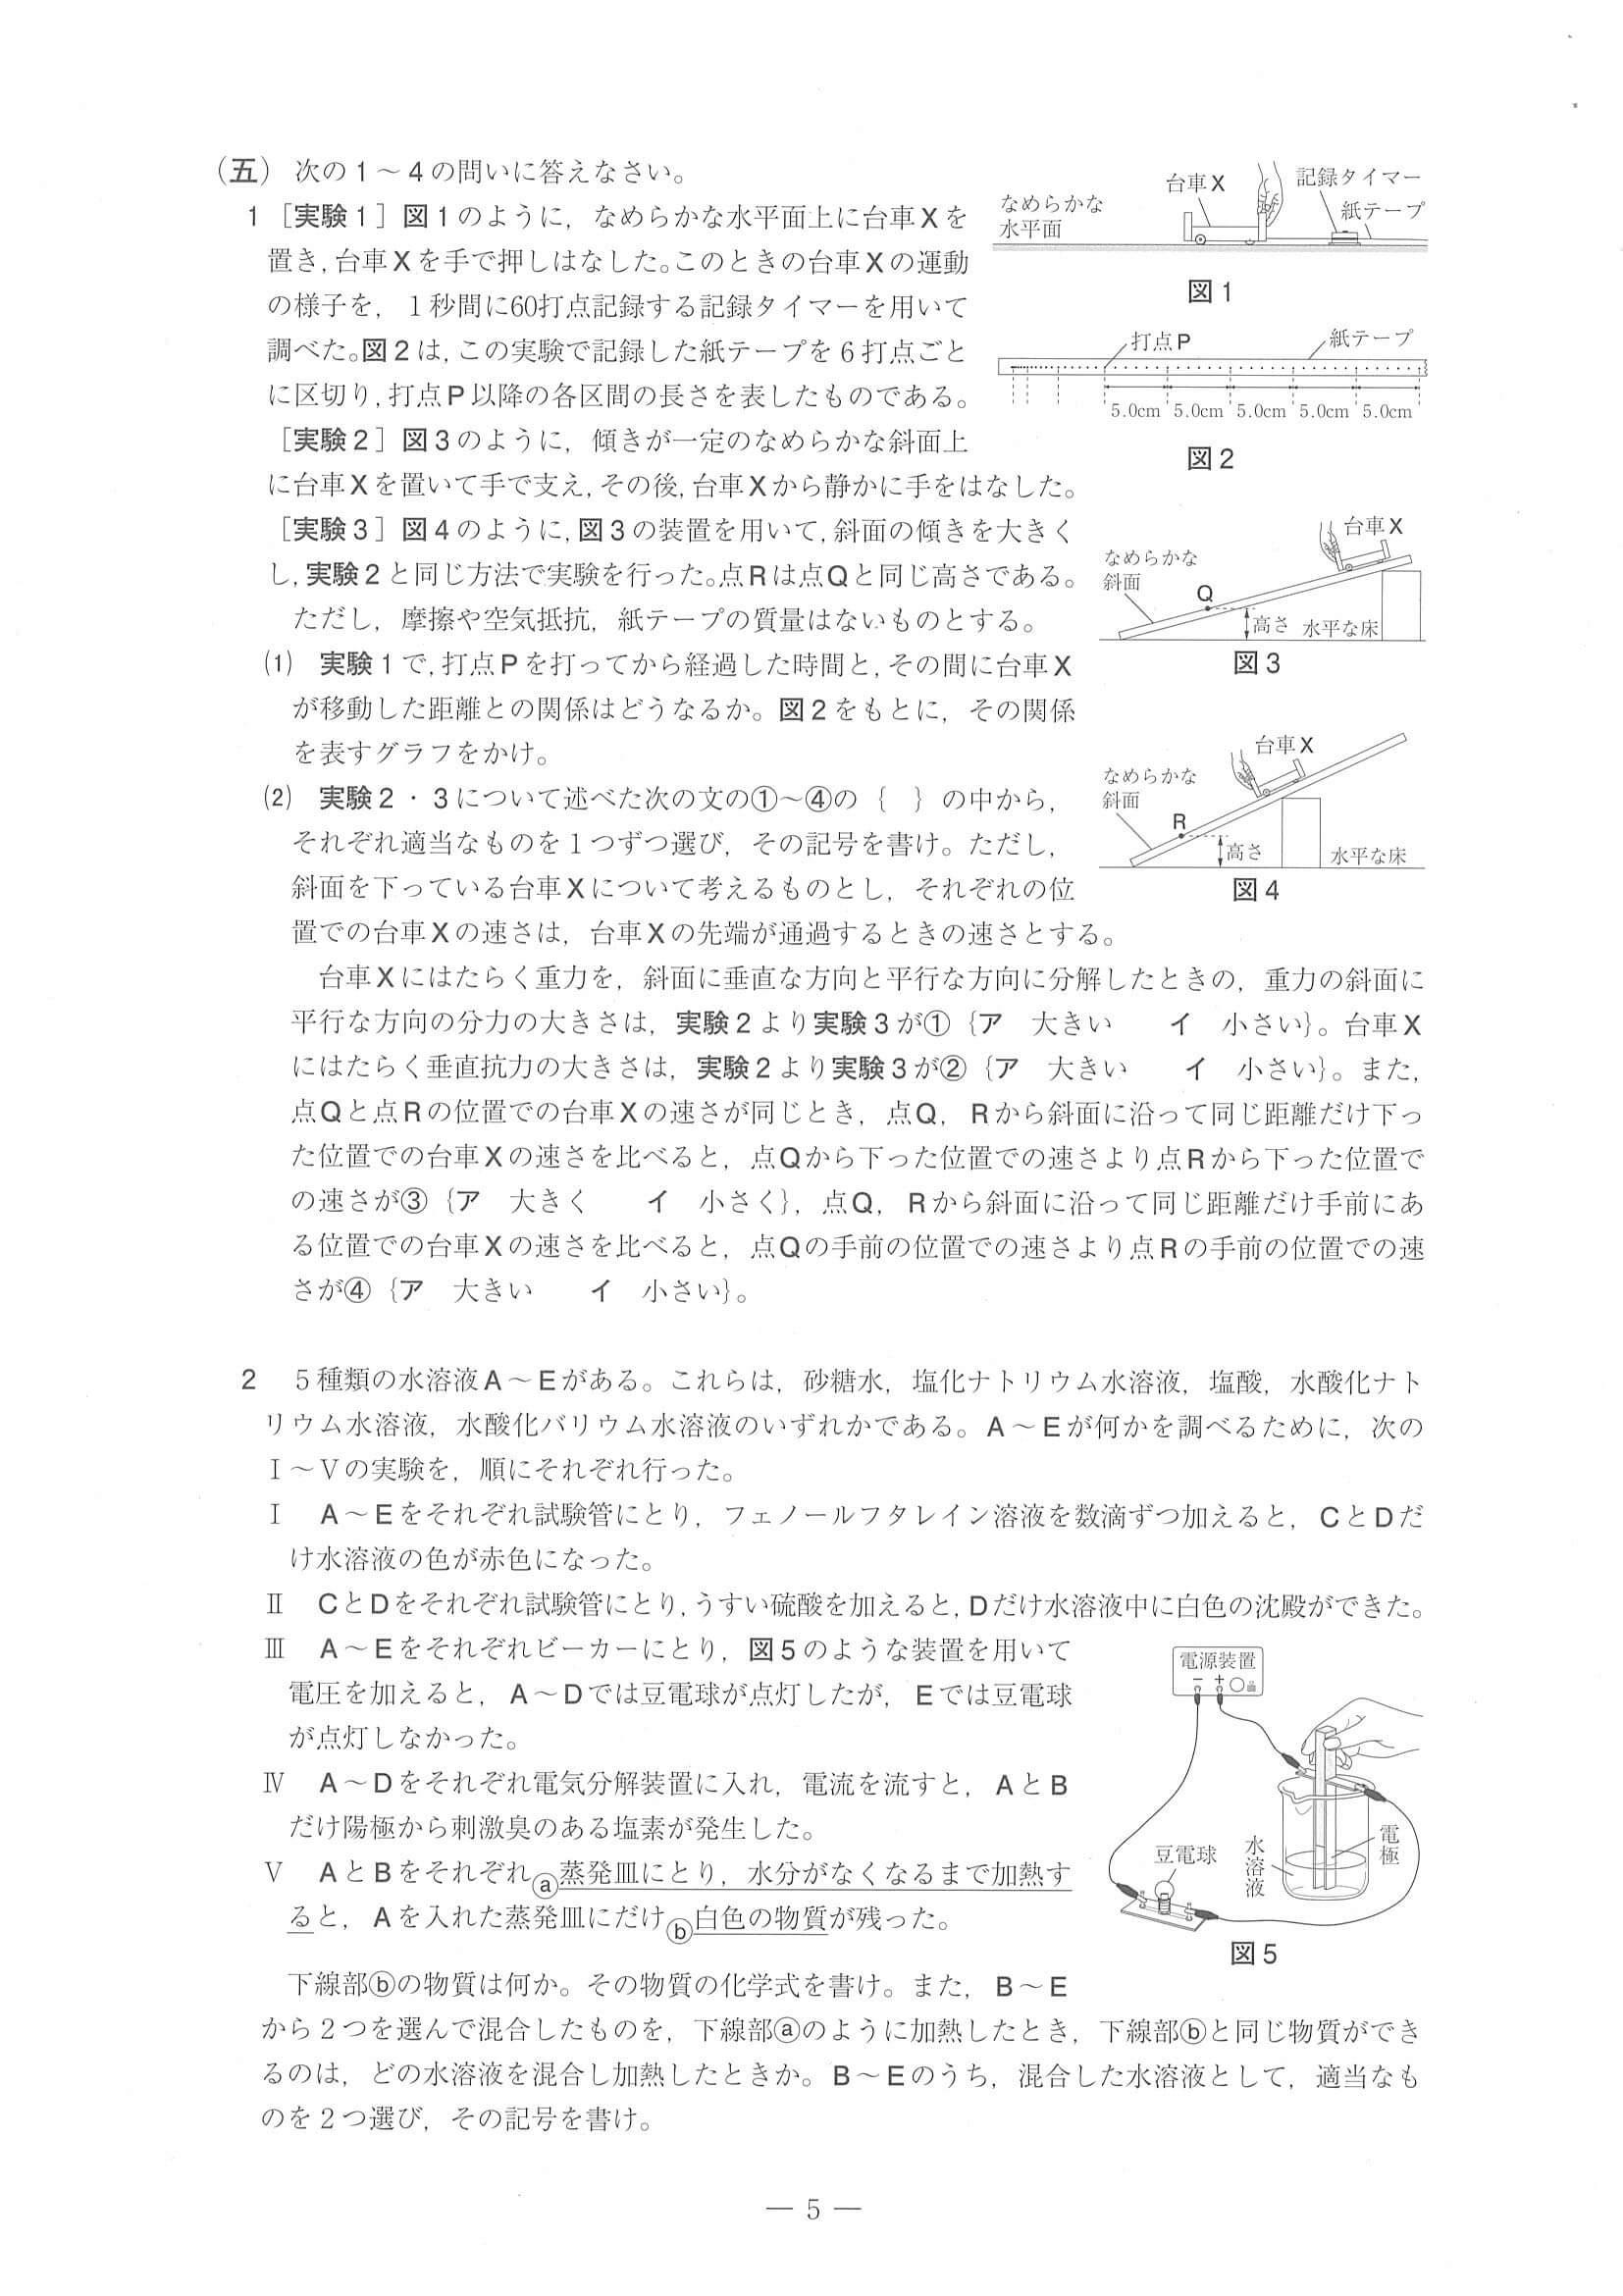 (五) 次の1～4の問いに答えなさい。
1 ［実験1］図1のように，なめらかな水平面上に台車Xを
置き，台車Xを手で押しはなした。このときの台車Xの運動
の様子を，1秒間に60打点記録する記録タイマーを用いて
調べた。図2は，この実験で記録した紙テープを6打点ごと
に区切り，打点P以降の各区間の長さを表したものである。
［実験2］図3のように，傾きが一定のなめらかな斜面上
に台車Xを置いて手で支え，その後，台車Xから静かに手をはなした。
［実験3］図4のように，図3の装置を用いて，斜面の傾きを大きく
し，実験2と同じ方法で実験を行った。点Rは点Qと同じ高さである。
ただし，摩擦や空気抵抗，紙テープの質量はないものとする。
なめらかな
水平面
台車X
記録タイマー
紙テープ
図1
打点P
紙テープ
5.0cm 5.0cm 5.0cm 5.0cm 5.0cm
図2
台車X
なめらかな
斜面
Q
高さ
水平な床
図3
台車X
なめらかな
斜面
R
高さ
水平な床
図4
(1) 実験1で，打点Pを打ってから経過した時間と，その間に台車X
が移動した距離との関係はどうなるか。図2をもとに，その関係
を表すグラフをかけ。
(2) 実験2・3について述べた次の文の①～④の｛　｝の中から，
それぞれ適当なものを1つずつ選び，その記号を書け。ただし，
斜面を下っている台車Xについて考えるものとし，それぞれの位
置での台車Xの速さは，台車Xの先端が通過するときの速さとする。
台車Xにはたらく重力を，斜面に垂直な方向と平行な方向に分解したときの，重力の斜面に
平行な方向の分力の大きさは，実験2より実験3が①｛ア　大きい　　イ　小さい｝。台車X
にはたらく垂直抗力の大きさは，実験2より実験3が②｛ア　大きい　　イ　小さい｝。また，
点Qと点Rの位置での台車Xの速さが同じとき，点Q，Rから斜面に沿って同じ距離だけ下っ
た位置での台車Xの速さを比べると，点Qから下った位置での速さより点Rから下った位置で
の速さが③｛ア　大きく　　イ　小さく｝，点Q，Rから斜面に沿って同じ距離だけ手前にあ
る位置での台車Xの速さを比べると，点Qの手前の位置での速さより点Rの手前の位置での速
さが④｛ア　大きい　　イ　小さい｝。
2　5種類の水溶液A～Eがある。これらは，砂糖水，塩化ナトリウム水溶液，塩酸，水酸化ナト
リウム水溶液，水酸化バリウム水溶液のいずれかである。A～Eが何かを調べるために，次の
Ⅰ～Ⅴの実験を，順にそれぞれ行った。
Ⅰ　A～Eをそれぞれ試験管にとり，フェノールフタレイン溶液を数滴ずつ加えると，CとDだ
け水溶液の色が赤色になった。
Ⅱ　CとDをそれぞれ試験管にとり，うすい硫酸を加えると，Dだけ水溶液中に白色の沈殿ができた。
Ⅲ　A～Eをそれぞれビーカーにとり，図5のような装置を用いて
電圧を加えると，A～Dでは豆電球が点灯したが，Eでは豆電球
が点灯しなかった。
Ⅳ　A～Dをそれぞれ電気分解装置に入れ，電流を流すと，AとB
だけ陽極から刺激臭のある塩素が発生した。
Ⅴ　AとBをそれぞれⓐ蒸発皿にとり，水分がなくなるまで加熱す
ると，Aを入れた蒸発皿にだけⓑ白色の物質が残った。
電源装置
− +
豆電球
水溶液
電極
図5
下線部ⓑの物質は何か。その物質の化学式を書け。また，B～E
から2つを選んで混合したものを，下線部ⓐのように加熱したとき，下線部ⓑと同じ物質ができ
るのは，どの水溶液を混合し加熱したときか。B～Eのうち，混合した水溶液として，適当なも
のを2つ選び，その記号を書け。
— 5 —